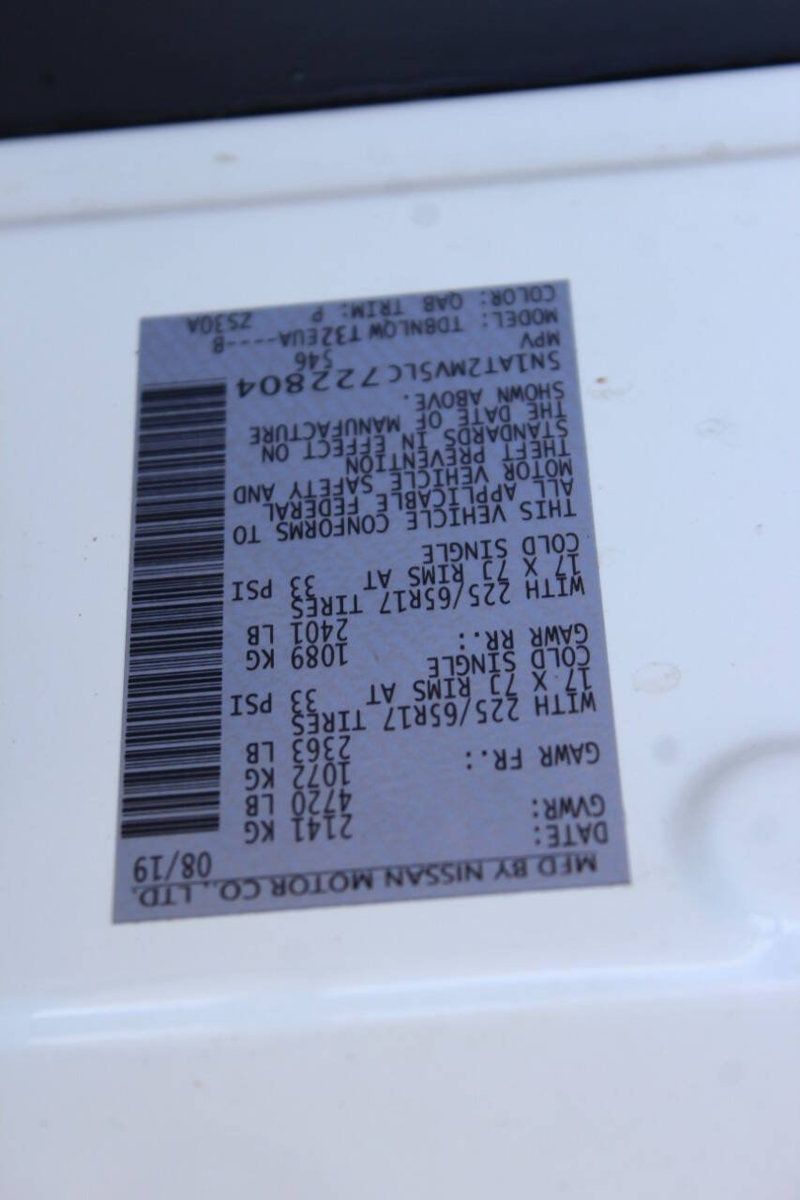 MFD BY NISSAN MOTOR CO., LTD.
DATE: 08/19
GVWR: 2141 KG
4720 LB
GAWR FR.: 1072 KG
2363 LB
WITH 225/65R17 TIRES
17 X 7J RIMS AT 33 PSI
COLD SINGLE
GAWR RR.: 1089 KG
2401 LB
WITH 225/65R17 TIRES
17 X 7J RIMS AT 33 PSI
COLD SINGLE
THIS VEHICLE CONFORMS TO
ALL APPLICABLE FEDERAL
MOTOR VEHICLE SAFETY AND
THEFT PREVENTION
STANDARDS IN EFFECT ON
THE DATE OF MANUFACTURE
SHOWN ABOVE.
5N1AT2MV5LC722804
MPV 546
MODEL: TDBNLQW T32EUA----B
COLOR: QAB TRIM: P ZS30A